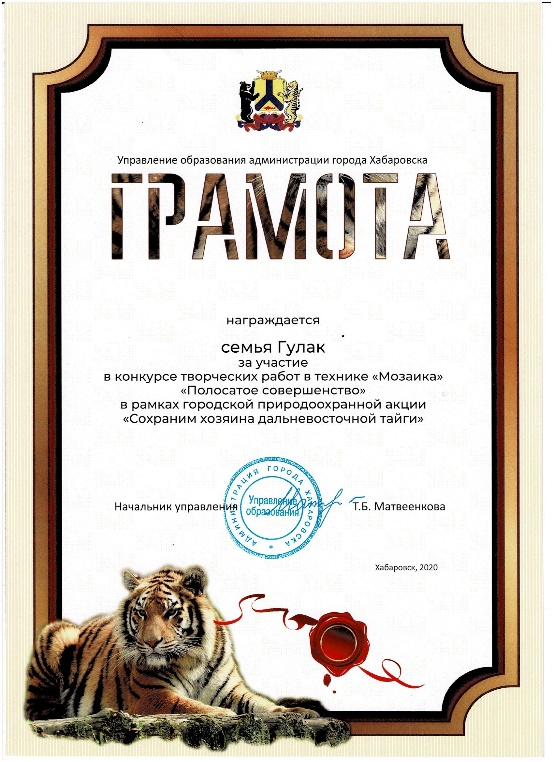 Управление образования администрации города Хабаровска
ГРАМОТА
награждается
семья Гулак
за участие
в конкурсе творческих работ в технике «Мозаика»
«Полосатое совершенство»
в рамках городской природоохранной акции
«Сохраним хозяина дальневосточной тайги»
АДМИНИСТРАЦИЯ ГОРОДА ХАБАРОВСКА
Управление
образования
Начальник управления
Т.Б. Матвеенкова
Хабаровск, 2020